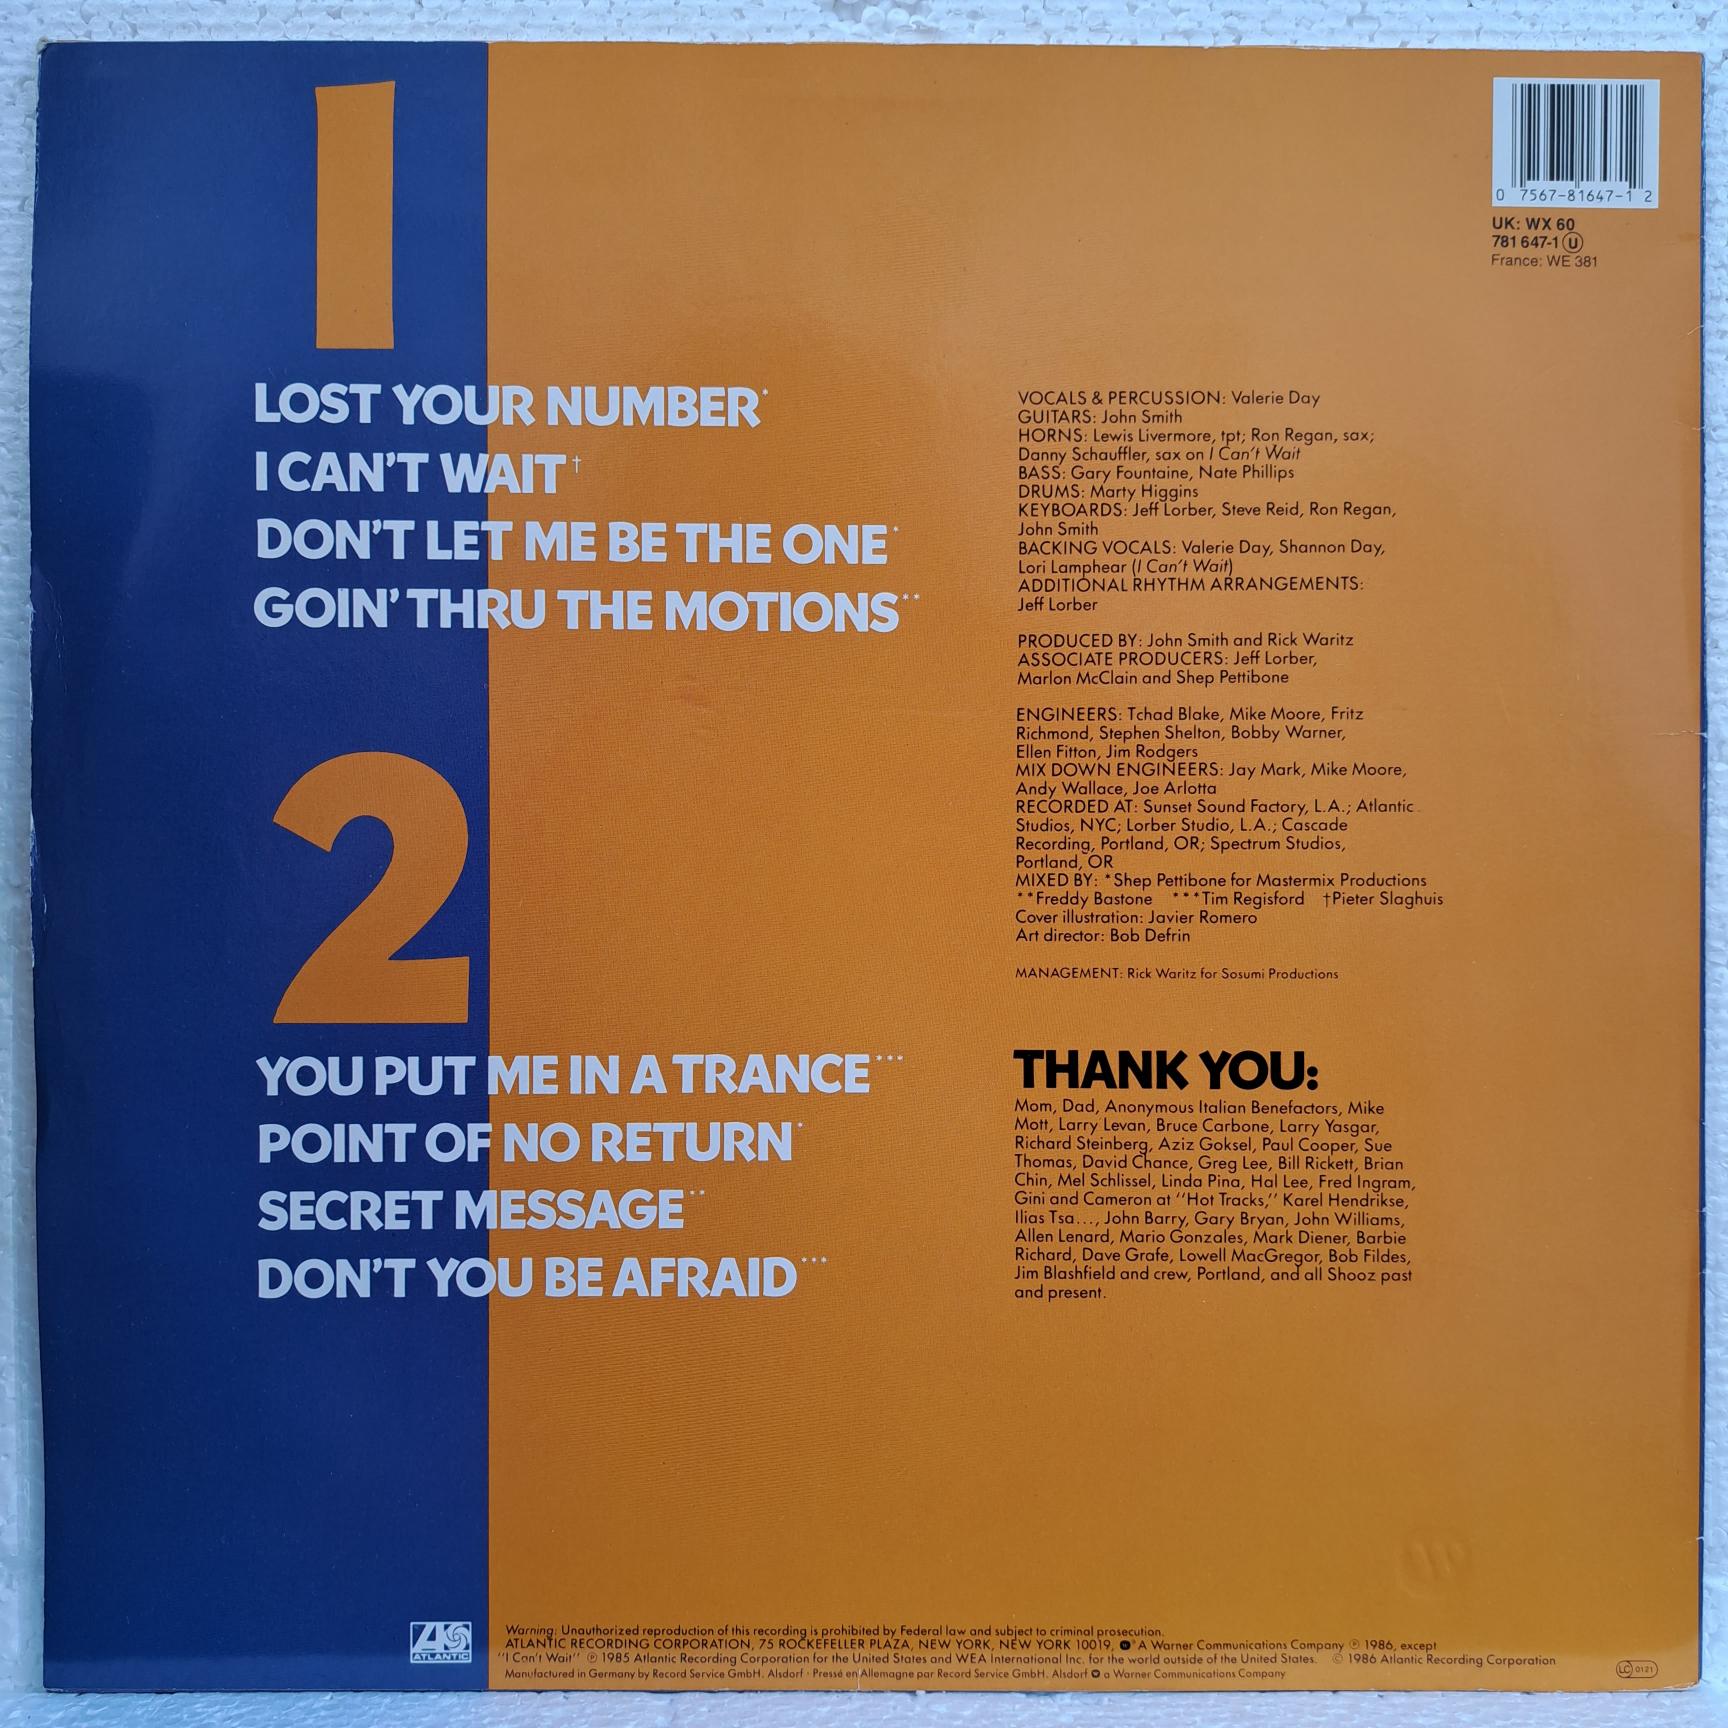 1
LOST YOUR NUMBER*
I CAN'T WAIT†
DON'T LET ME BE THE ONE*
GOIN' THRU THE MOTIONS**
2
YOU PUT ME IN A TRANCE***
POINT OF NO RETURN*
SECRET MESSAGE**
DON'T YOU BE AFRAID***
0 7567-81647-1 2
UK: WX 60
781 647-1 Ⓤ
France: WE 381
VOCALS & PERCUSSION: Valerie Day
GUITARS: John Smith
HORNS: Lewis Livermore, tpt; Ron Regan, sax;
Danny Schauffler, sax on I Can't Wait
BASS: Gary Fountaine, Nate Phillips
DRUMS: Marty Higgins
KEYBOARDS: Jeff Lorber, Steve Reid, Ron Regan,
John Smith
BACKING VOCALS: Valerie Day, Shannon Day,
Lori Lamphear (I Can't Wait)
ADDITIONAL RHYTHM ARRANGEMENTS:
Jeff Lorber
PRODUCED BY: John Smith and Rick Waritz
ASSOCIATE PRODUCERS: Jeff Lorber,
Marlon McClain and Shep Pettibone
ENGINEERS: Tchad Blake, Mike Moore, Fritz
Richmond, Stephen Shelton, Bobby Warner,
Ellen Fitton, Jim Rodgers
MIX DOWN ENGINEERS: Jay Mark, Mike Moore,
Andy Wallace, Joe Arlotta
RECORDED AT: Sunset Sound Factory, L.A.; Atlantic
Studios, NYC; Lorber Studio, L.A.; Cascade
Recording, Portland, OR; Spectrum Studios,
Portland, OR
MIXED BY: *Shep Pettibone for Mastermix Productions
**Freddy Bastone ***Tim Regisford †Pieter Slaghuis
Cover illustration: Javier Romero
Art director: Bob Defrin
MANAGEMENT: Rick Waritz for Sosumi Productions
THANK YOU:
Mom, Dad, Anonymous Italian Benefactors, Mike
Mott, Larry Levan, Bruce Carbone, Larry Yasgar,
Richard Steinberg, Aziz Goksel, Paul Cooper, Sue
Thomas, David Chance, Greg Lee, Bill Rickett, Brian
Chin, Mel Schlissel, Linda Pina, Hal Lee, Fred Ingram,
Gini and Cameron at "Hot Tracks," Karel Hendrikse,
Ilias Tsa..., John Barry, Gary Bryan, John Williams,
Allen Lenard, Mario Gonzales, Mark Diener, Barbie
Richard, Dave Grafe, Lowell MacGregor, Bob Fildes,
Jim Blashfield and crew, Portland, and all Shooz past
and present.
ATLANTIC
Warning: Unauthorized reproduction of this recording is prohibited by Federal law and subject to criminal prosecution.
ATLANTIC RECORDING CORPORATION, 75 ROCKEFELLER PLAZA, NEW YORK, NEW YORK 10019, A Warner Communications Company ℗ 1986, except
"I Can't Wait" ℗ 1985 Atlantic Recording Corporation for the United States and WEA International Inc. for the world outside of the United States. © 1986 Atlantic Recording Corporation
Manufactured in Germany by Record Service GmbH. Alsdorf · Pressé en Allemagne par Record Service GmbH. Alsdorf a Warner Communications Company
LC 0121